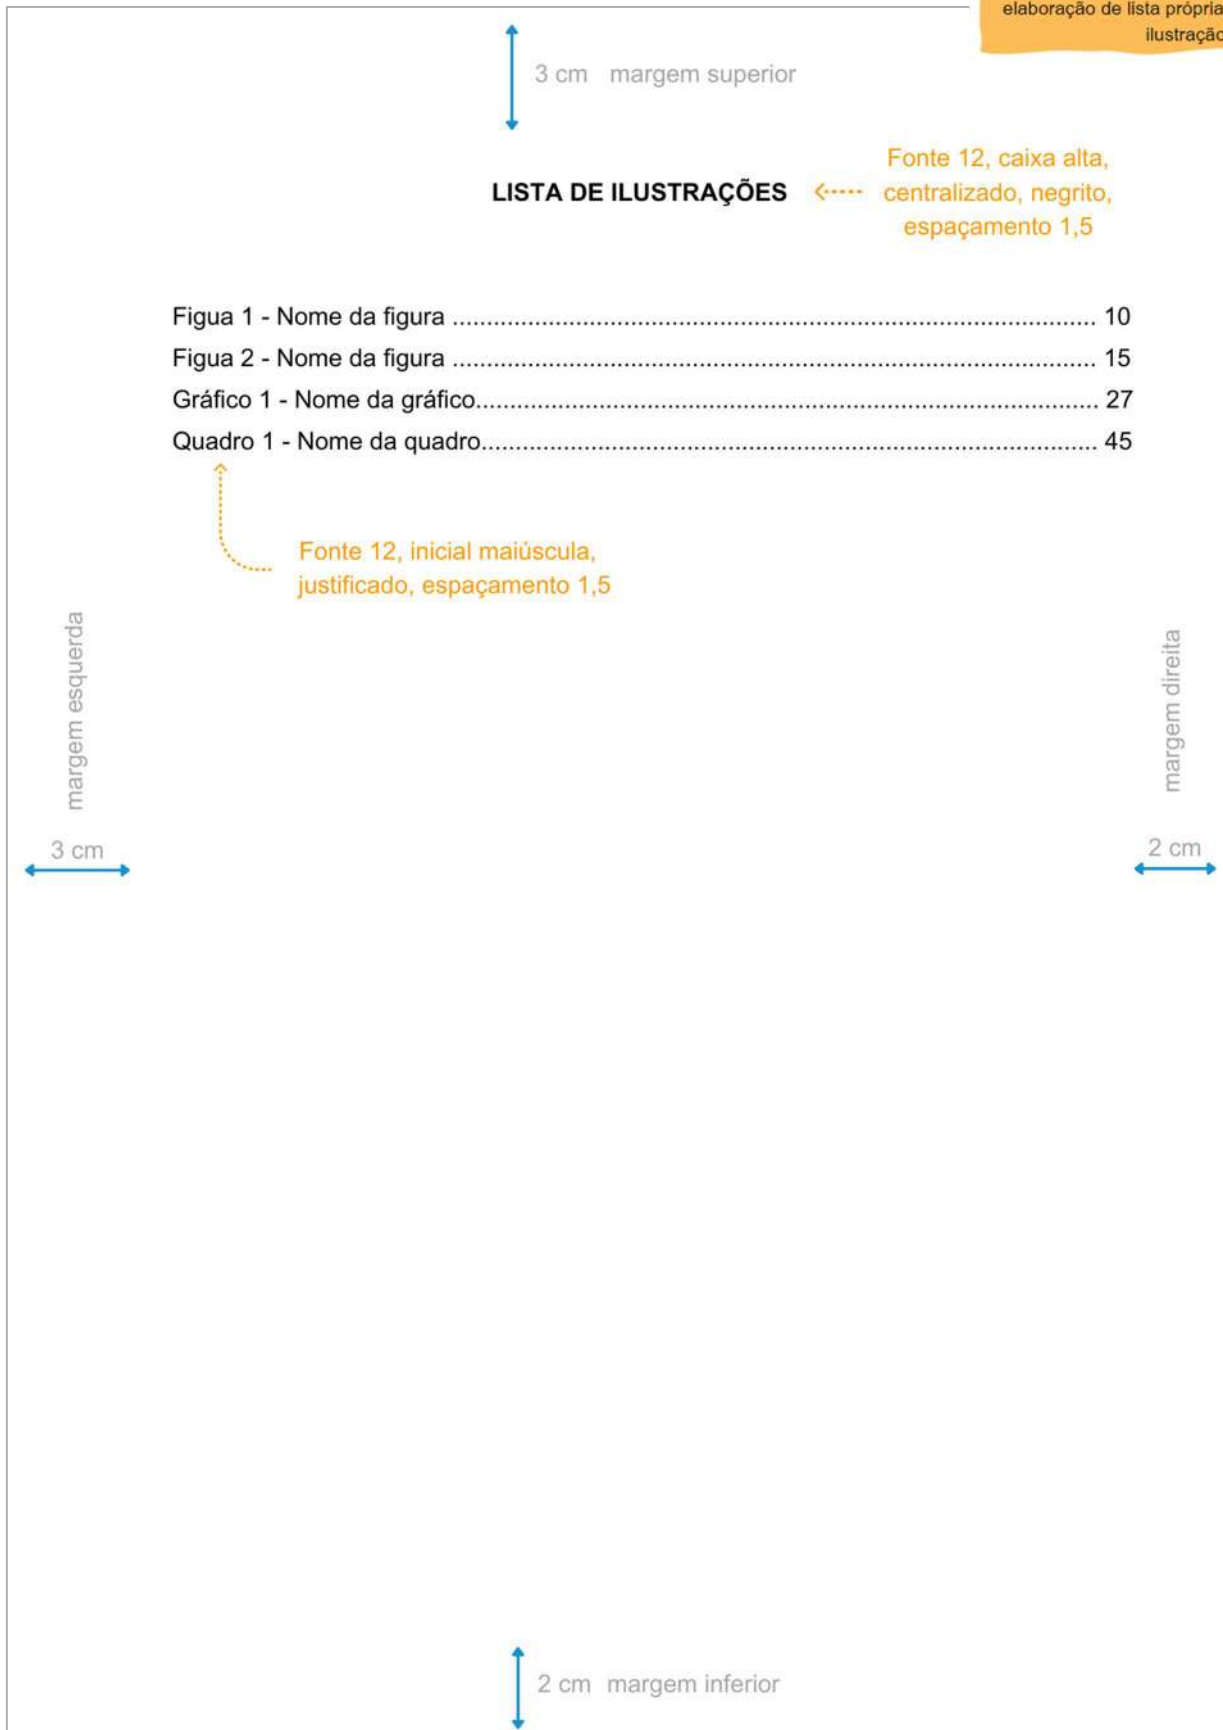 elaboração de lista própria
ilustração
3 cm margem superior
Fonte 12, caixa alta,
centralizado, negrito,
espaçamento 1,5
LISTA DE ILUSTRAÇÕES
Figua 1 - Nome da figura ................................................................................................ 10
Figua 2 - Nome da figura ................................................................................................ 15
Gráfico 1 - Nome da gráfico............................................................................................. 27
Quadro 1 - Nome da quadro............................................................................................ 45
Fonte 12, inicial maiúscula,
justificado, espaçamento 1,5
margem esquerda
3 cm
margem direita
2 cm
2 cm margem inferior